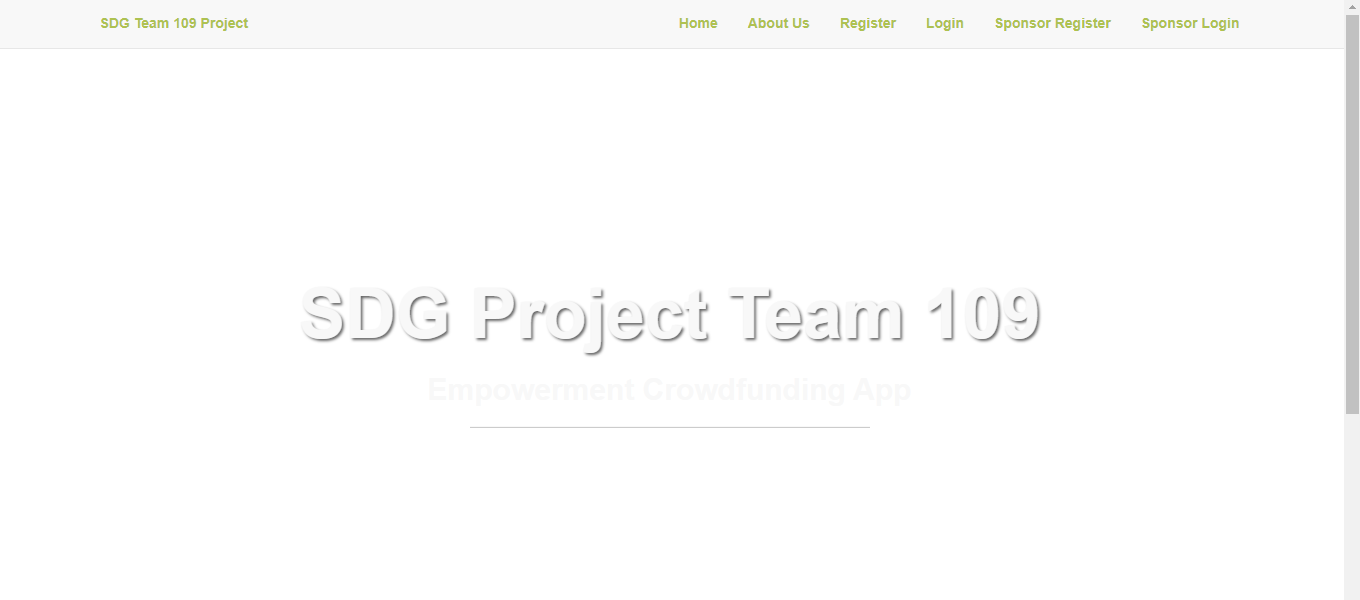 SDG Team 109 Project Home About Us Register Login Sponsor Register Sponsor Login
SDG Project Team 109
Empowerment Crowdfunding App